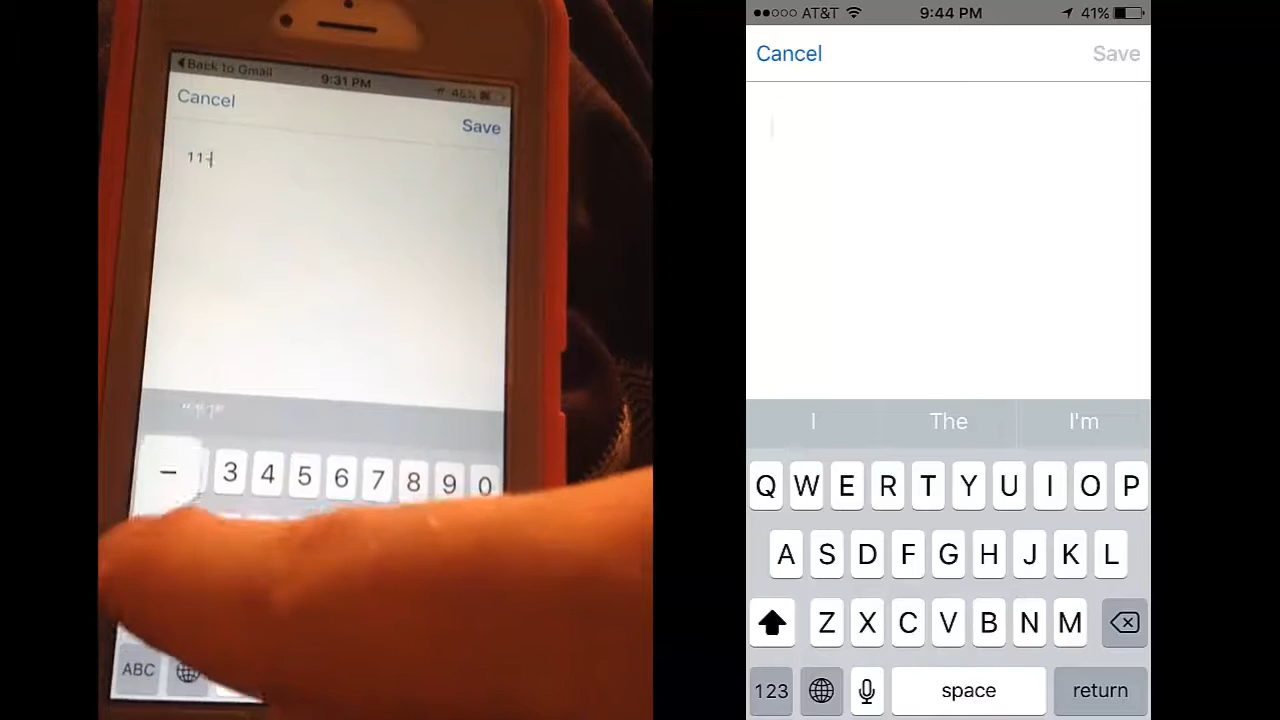 Back to Gmail 9:31 PM 45%
Cancel
Save
11-
"11"
- 3 4 5 6 7 8 9 0
ABC
AT&T 9:44 PM 41%
Cancel Save
I The I'm
Q W E R T Y U I O P
A S D F G H J K L
Z X C V B N M
123 space return